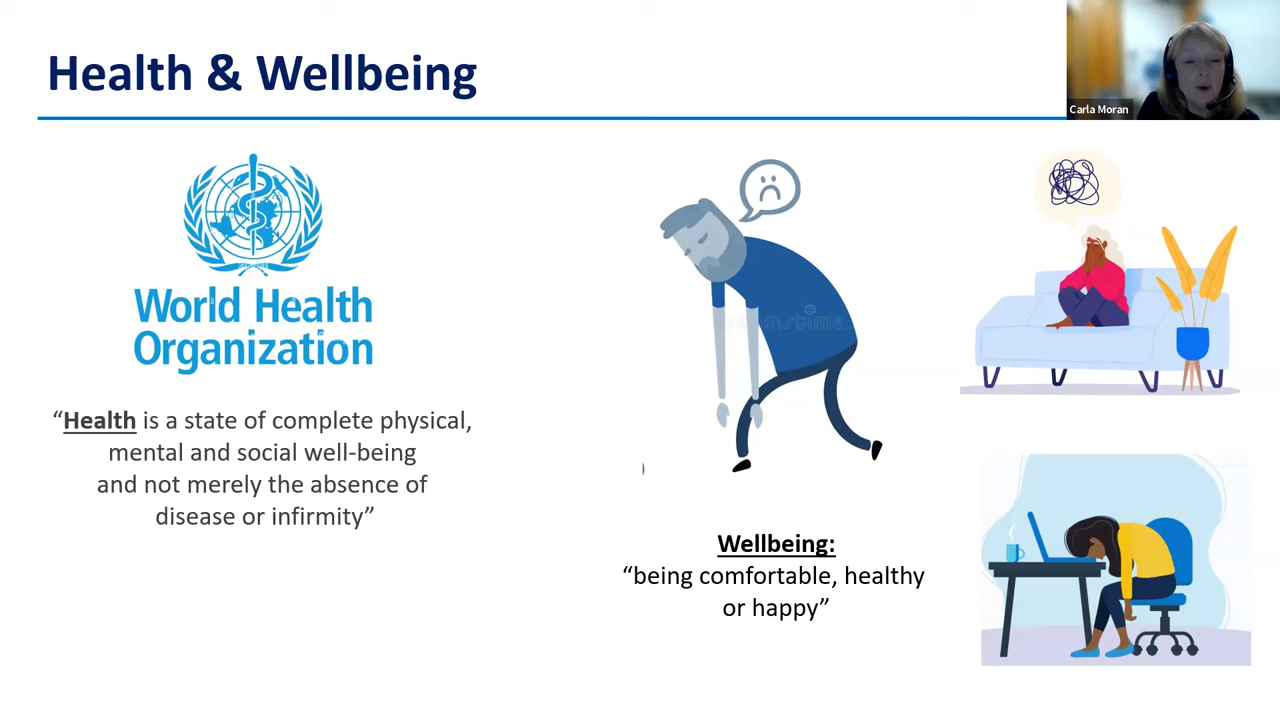 Health & Wellbeing
Carla Moran
World Health
Organization
“Health is a state of complete physical,
mental and social well-being
and not merely the absence of
disease or infirmity”
dreamstime
Wellbeing:
“being comfortable, healthy
or happy”